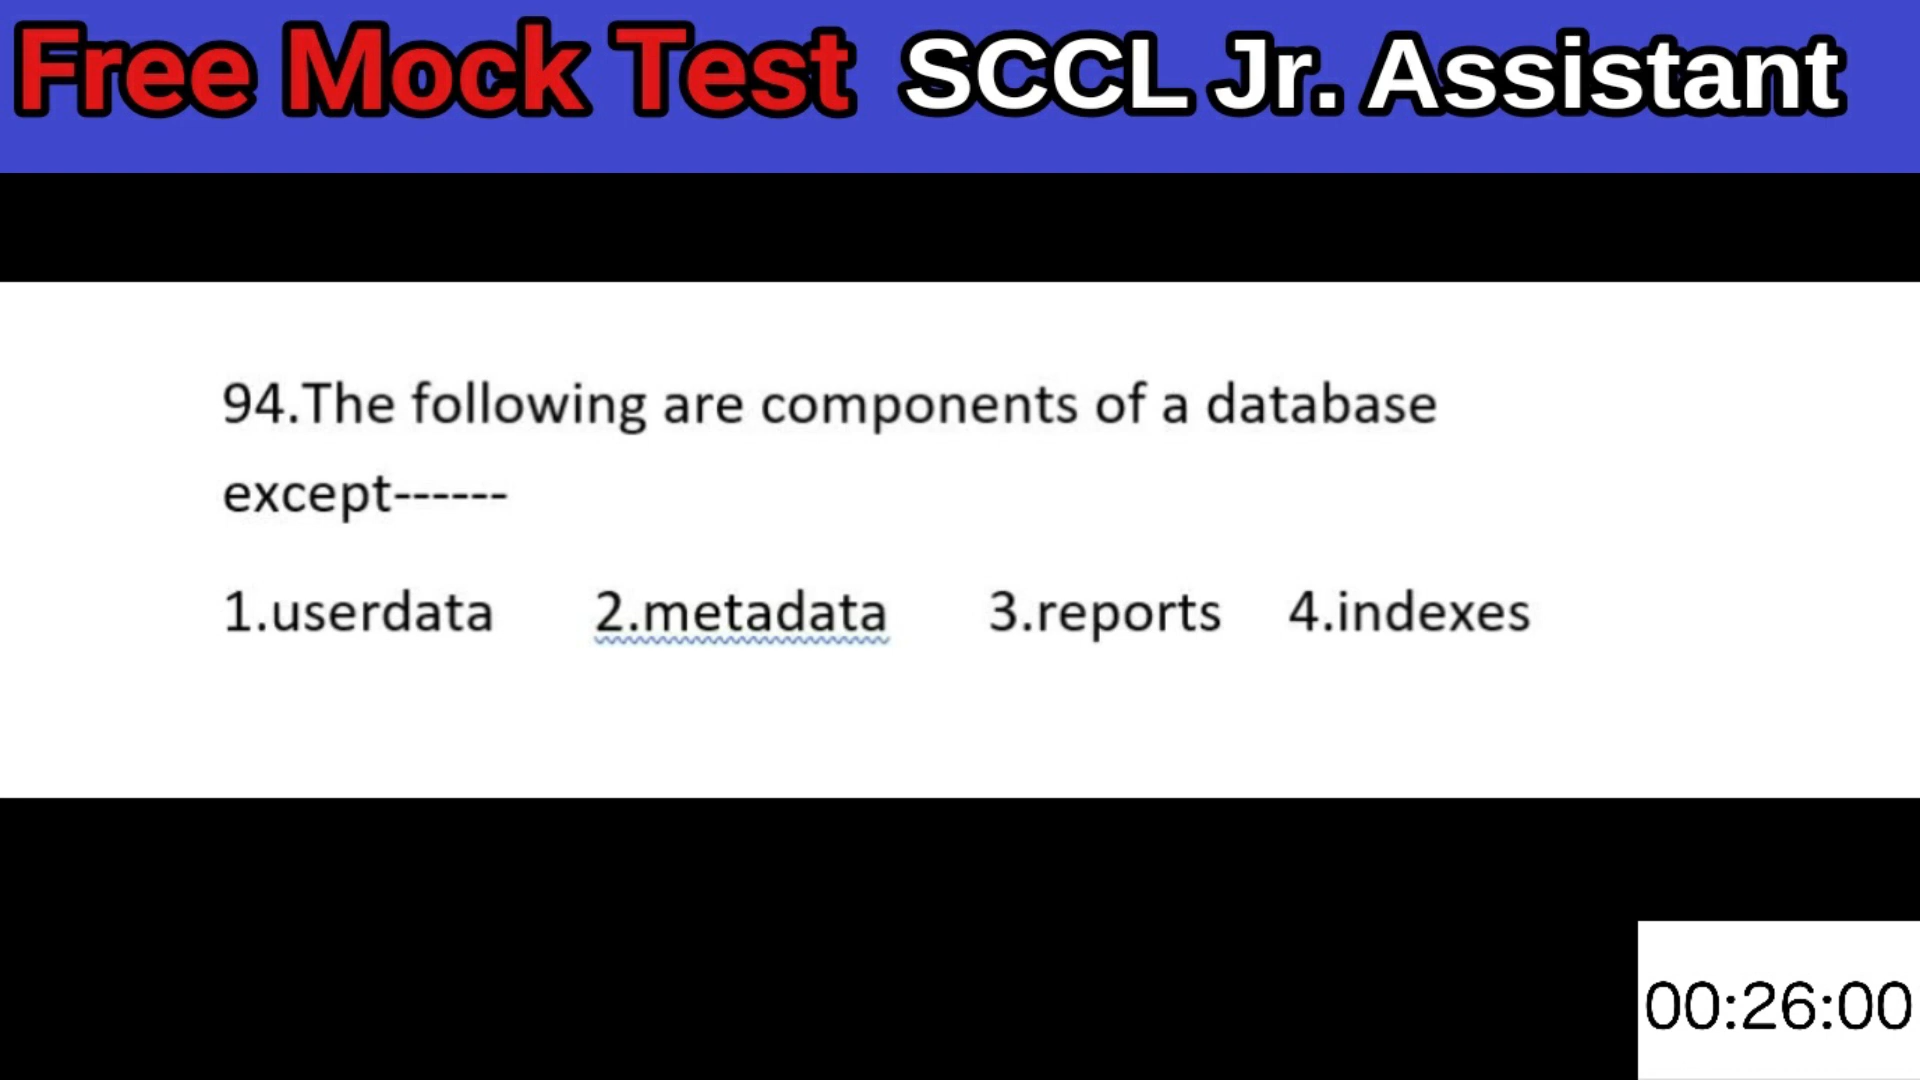 Free Mock Test SCCL Jr. Assistant
94.The following are components of a database
except------
1.userdata 2.metadata 3.reports 4.indexes
00:26:00